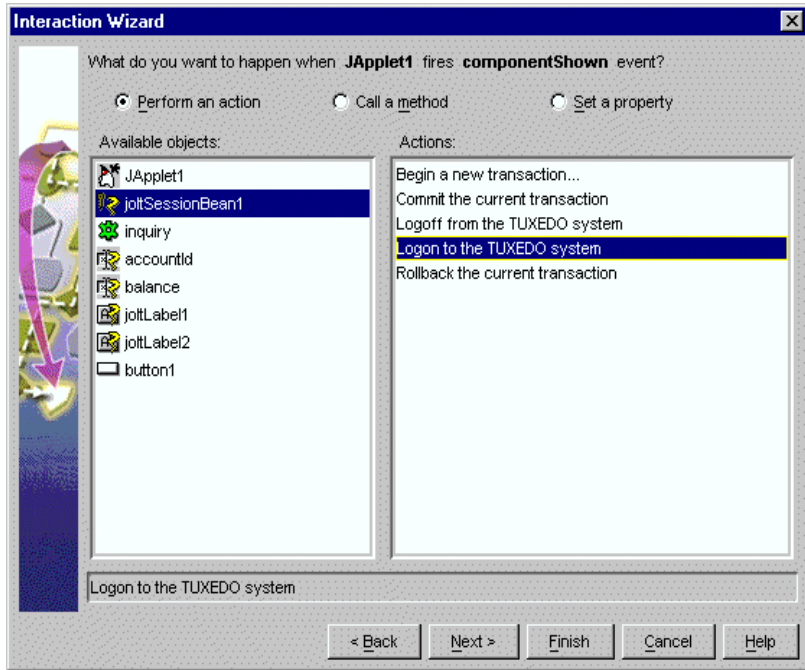 Interaction Wizard
What do you want to happen when JApplet1 fires componentShown event?
Perform an action
Call a method
Set a property
Available objects:
JApplet1
joltSessionBean1
inquiry
accountId
balance
joltLabel1
joltLabel2
button1
Actions:
Begin a new transaction...
Commit the current transaction
Logoff from the TUXEDO system
Logon to the TUXEDO system
Rollback the current transaction
Logon to the TUXEDO system
< Back
Next >
Finish
Cancel
Help